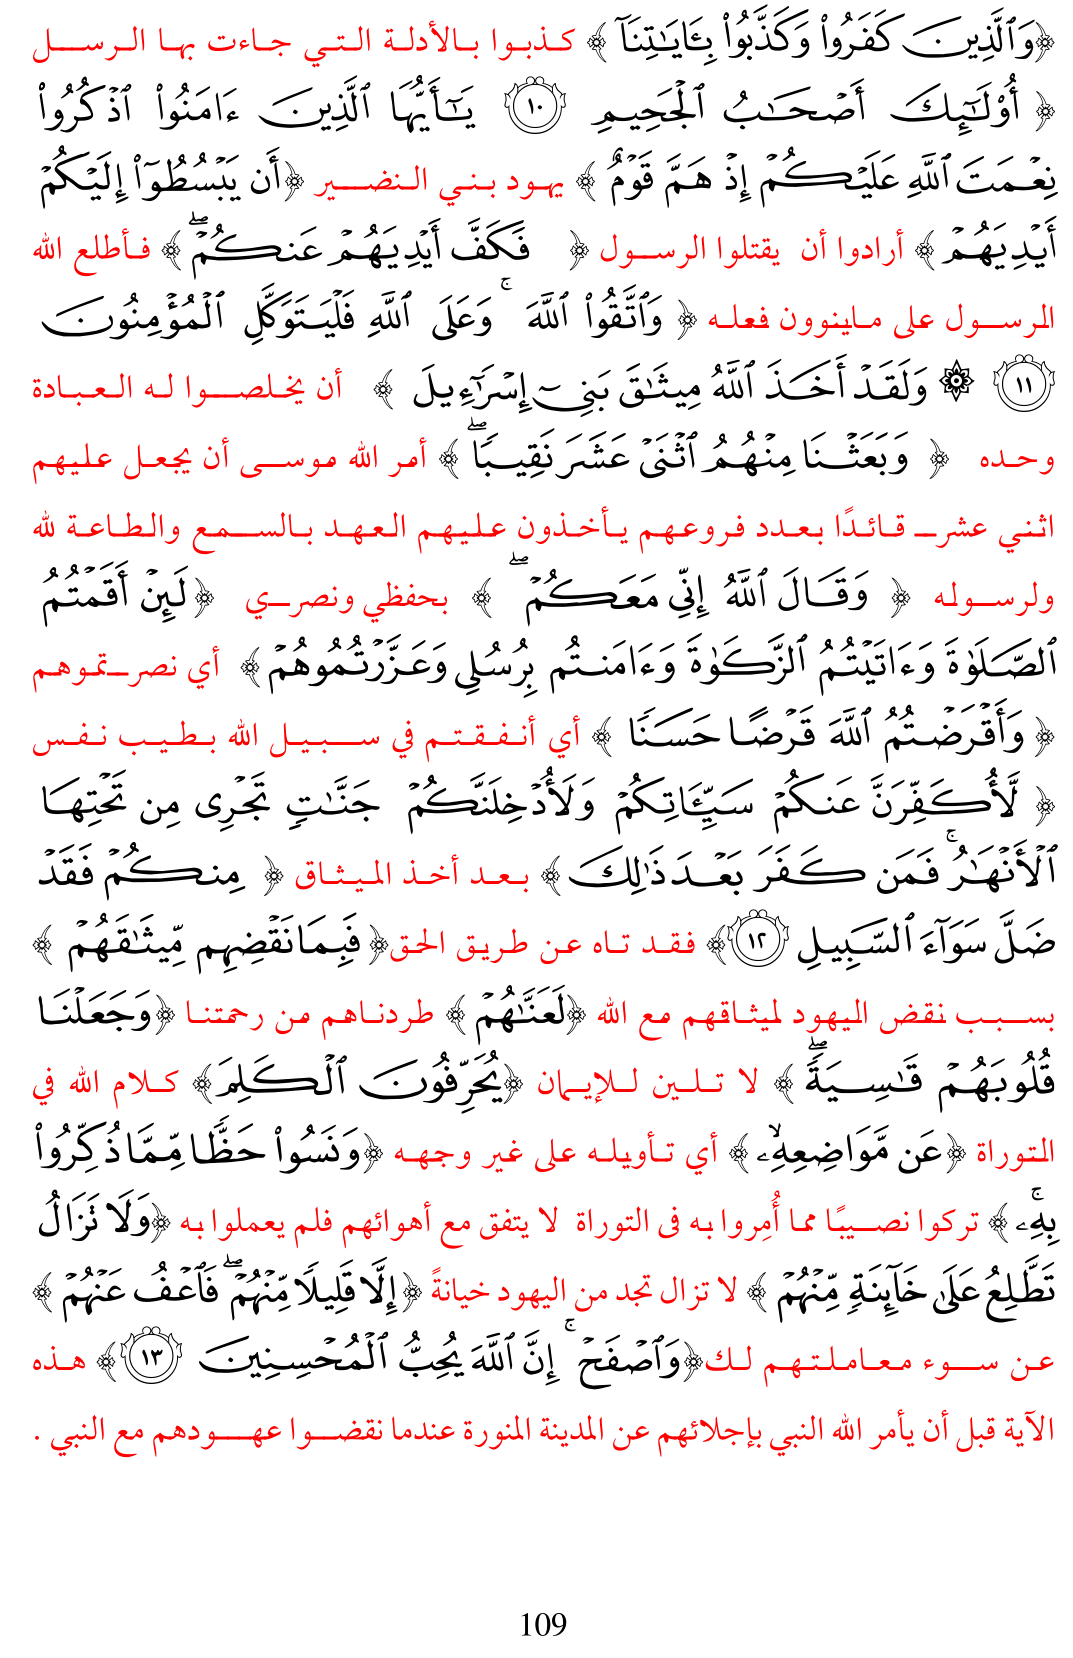 ﴿وَٱلَّذِينَ كَفَرُوا۟ وَكَذَّبُوا۟ بِـَٔايَـٰتِنَآ ﴾ كذبوا بالأدلة التي جاءت بها الرسل
﴿ أُو۟لَـٰٓئِكَ أَصْحَـٰبُ ٱلْجَحِيمِ ١٠ يَـٰٓأَيُّهَا ٱلَّذِينَ ءَامَنُوا۟ ٱذْكُرُوا۟
نِعْمَتَ ٱللَّهِ عَلَيْكُمْ إِذْ هَمَّ قَوْمٌ ﴾ يهود بني النضير ﴿أَن يَبْسُطُوٓا۟ إِلَيْكُمْ
أَيْدِيَهُمْ ﴾ أرادوا أن يقتلوا الرسول ﴿ فَكَفَّ أَيْدِيَهُمْ عَنكُمْ ۖ ﴾ فأطلع الله
الرسول على ماينوون فعله ﴿ وَٱتَّقُوا۟ ٱللَّهَ ۚ وَعَلَى ٱللَّهِ فَلْيَتَوَكَّلِ ٱلْمُؤْمِنُونَ
١١ ۞ وَلَقَدْ أَخَذَ ٱللَّهُ مِيثَـٰقَ بَنِىٓ إِسْرَٰٓءِيلَ ﴾ أن يخلصوا له العبادة
وحده ﴿ وَبَعَثْنَا مِنْهُمُ ٱثْنَىْ عَشَرَ نَقِيبًا ۖ ﴾ أمر الله موسى أن يجعل عليهم
اثني عشر قائدًا بعدد فروعهم يأخذون عليهم العهد بالسمع والطاعة لله
ولرسوله ﴿ وَقَالَ ٱللَّهُ إِنِّى مَعَكُمْ ۖ ﴾ بحفظي ونصري ﴿لَئِنْ أَقَمْتُمُ
ٱلصَّلَوٰةَ وَءَاتَيْتُمُ ٱلزَّكَوٰةَ وَءَامَنتُم بِرُسُلِى وَعَزَّرْتُمُوهُمْ ﴾ أي نصرتموهم
﴿ وَأَقْرَضْتُمُ ٱللَّهَ قَرْضًا حَسَنًا ﴾ أي أنفقتم في سبيل الله بطيب نفس
﴿ لَّأُكَفِّرَنَّ عَنكُمْ سَيِّـَٔاتِكُمْ وَلَأُدْخِلَنَّكُمْ جَنَّـٰتٍ تَجْرِى مِن تَحْتِهَا
ٱلْأَنْهَـٰرُ ۚ فَمَن كَفَرَ بَعْدَ ذَٰلِكَ ﴾ بعد أخذ الميثاق ﴿ مِنكُمْ فَقَدْ
ضَلَّ سَوَآءَ ٱلسَّبِيلِ ١٢ ﴾ فقد تاه عن طريق الحق﴿ فَبِمَا نَقْضِهِم مِّيثَـٰقَهُمْ ﴾
بسبب نقض اليهود لميثاقهم مع الله ﴿لَعَنَّـٰهُمْ ﴾ طردناهم من رحمتنا ﴿وَجَعَلْنَا
قُلُوبَهُمْ قَـٰسِيَةً ۖ ﴾ لا تلين للإيمان ﴿يُحَرِّفُونَ ٱلْكَلِمَ ﴾ كلام الله في
التوراة ﴿عَن مَّوَاضِعِهِۦ ۙ ﴾ أي تأويله على غير وجهه ﴿وَنَسُوا۟ حَظًّا مِّمَّا ذُكِّرُوا۟
بِهِۦ ۚ ﴾ تركوا نصيبًا مما أُمِروا به فى التوراة لا يتفق مع أهوائهم فلم يعملوا به ﴿وَلَا تَزَالُ
تَطَّلِعُ عَلَىٰ خَآئِنَةٍ مِّنْهُمْ ﴾ لا تزال تجد من اليهود خيانةً ﴿إِلَّا قَلِيلًا مِّنْهُمْ ۖ فَٱعْفُ عَنْهُمْ ﴾
عن سوء معاملتهم لك﴿وَٱصْفَحْ ۚ إِنَّ ٱللَّهَ يُحِبُّ ٱلْمُحْسِنِينَ ١٣ ﴾ هذه
الآية قبل أن يأمر الله النبي بإجلائهم عن المدينة المنورة عندما نقضوا عهودهم مع النبي .
109